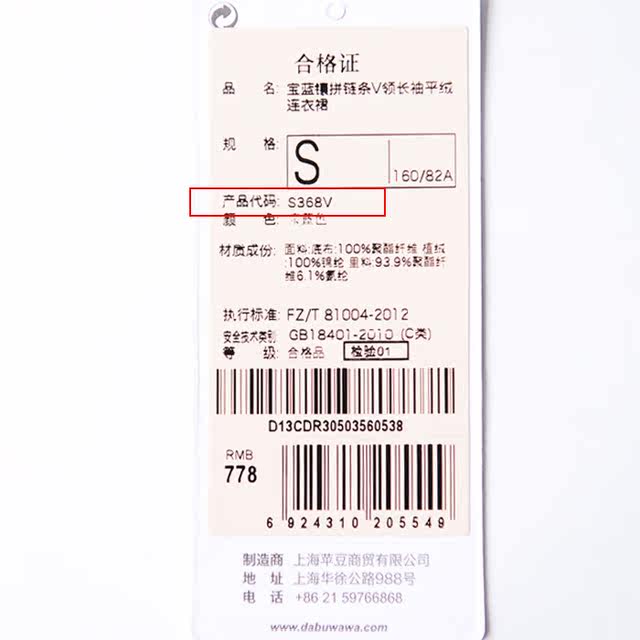 合格证
品 名: 宝蓝镶拼链条V领长袖平绒
连衣裙
规 格:
S
160/82A
产品代码: S368V
颜 色: 宝蓝色
材质成份: 面料:底布:100%聚酯纤维 植绒
:100%锦纶 里料:93.9%聚酯纤
维6.1%氨纶
执行标准: FZ/T 81004-2012
安全技术类别: GB18401-2010 (C类)
等 级: 合格品 检验01
D13CDR30503560538
RMB
778
6 924310 205549
制造商 上海苹豆商贸有限公司
地 址 上海华徐公路988号
电 话 +86 21 59766868
www.dabuwawa.com